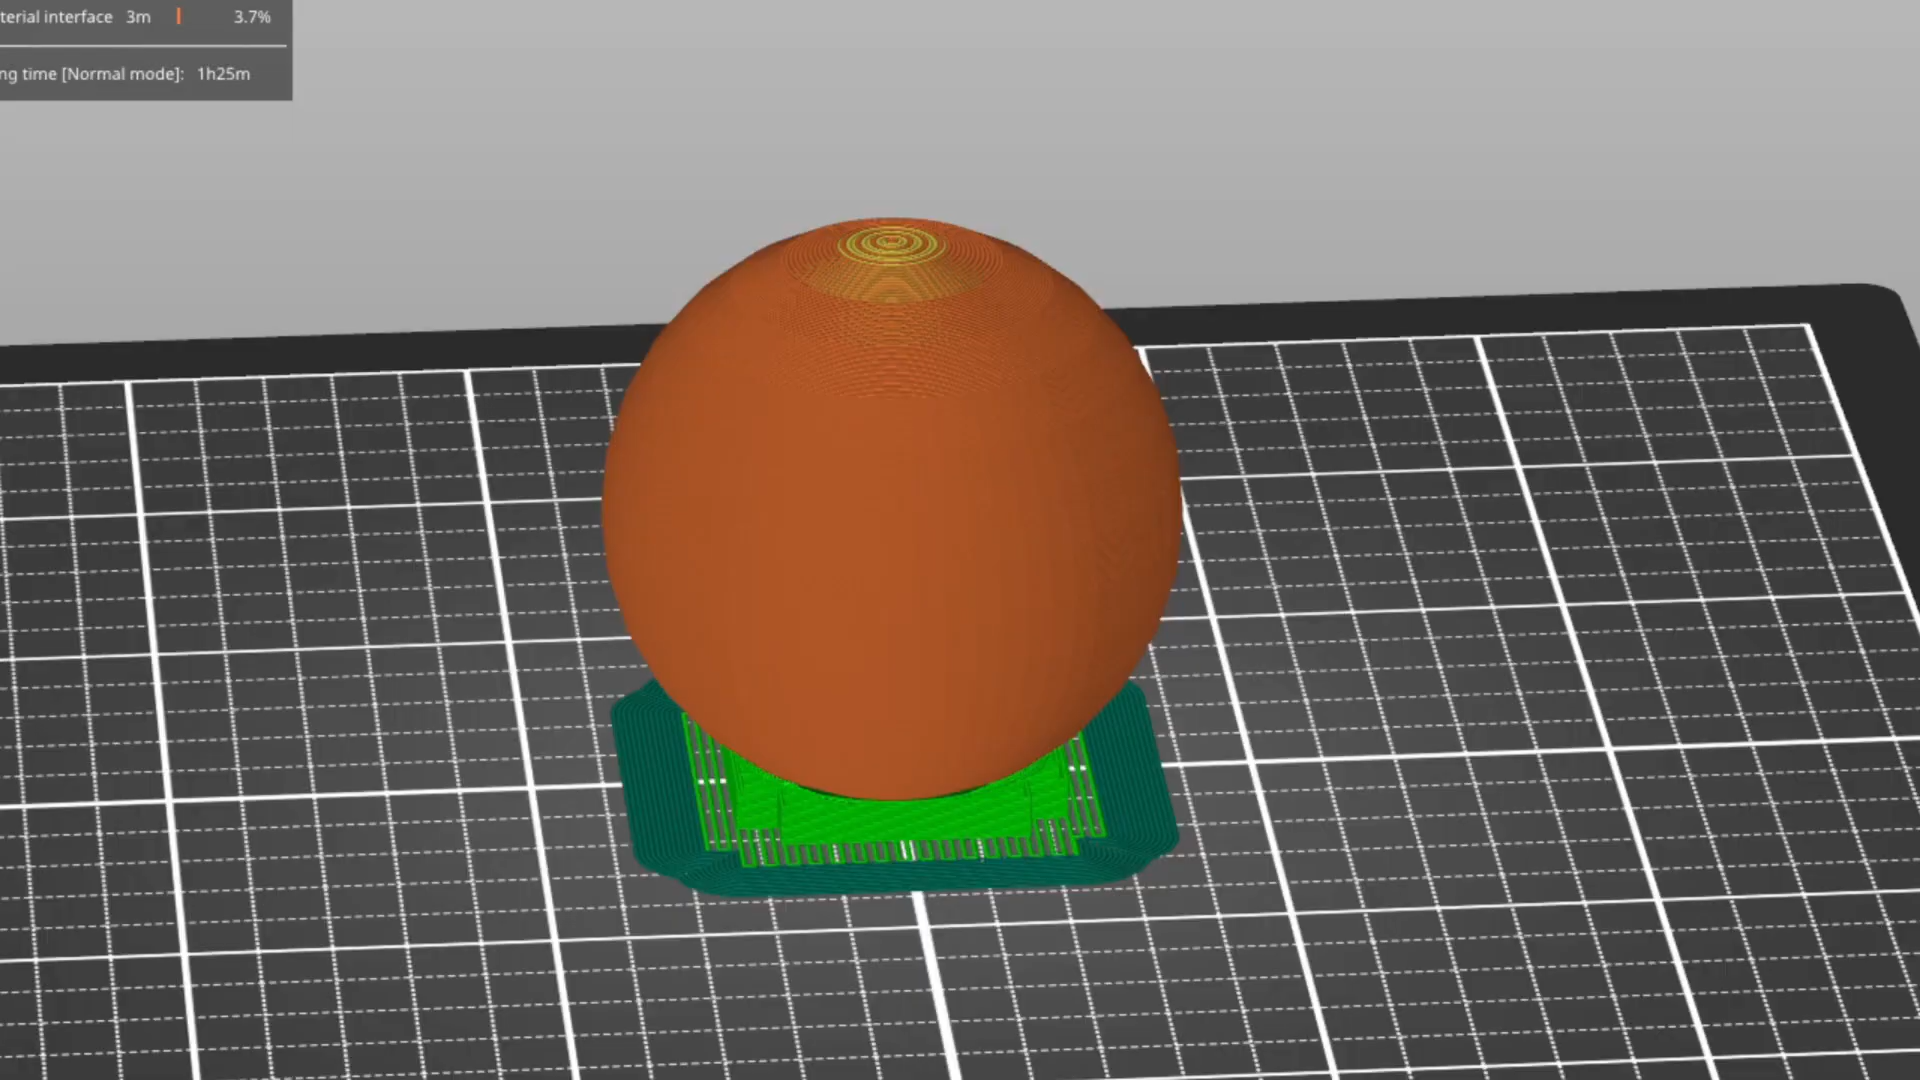 terial interface 3m 3.7%
ng time [Normal mode]: 1h25m